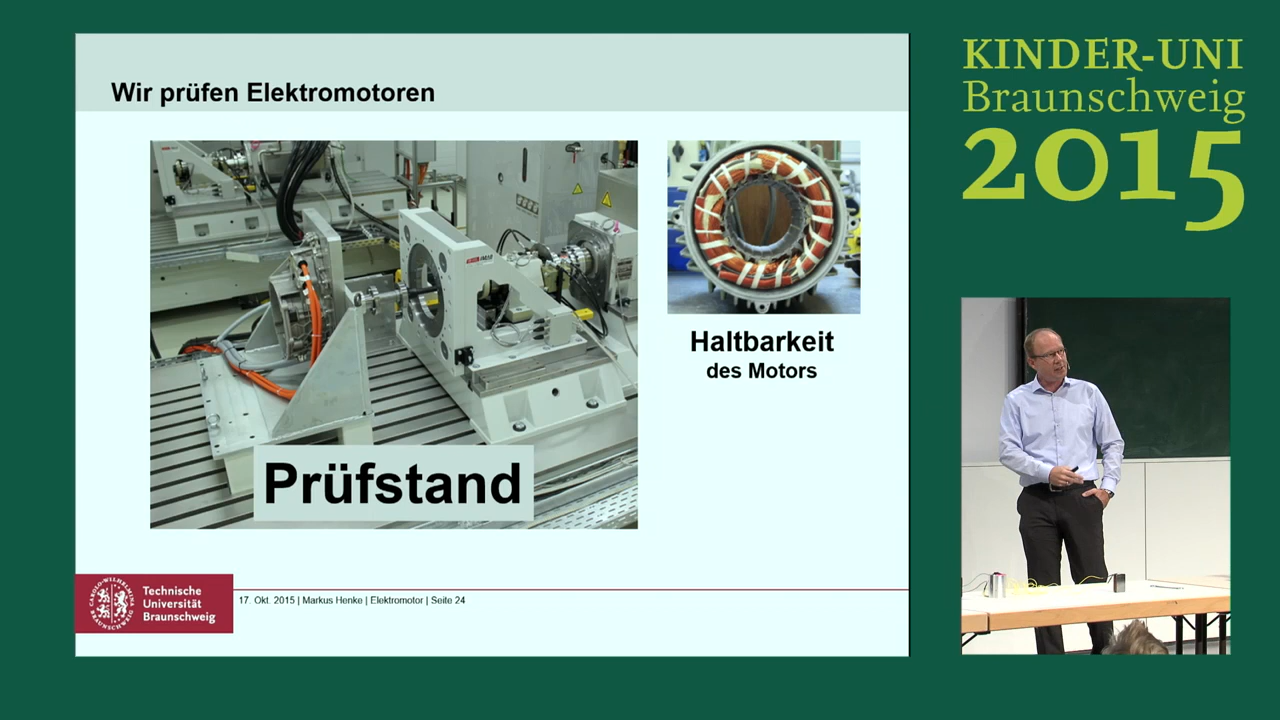 Wir prüfen Elektromotoren
Prüfstand
Haltbarkeit
des Motors
Technische
Universität
Braunschweig
17. Okt. 2015 | Markus Henke | Elektromotor | Seite 24
KINDER-UNI
Braunschweig
2015